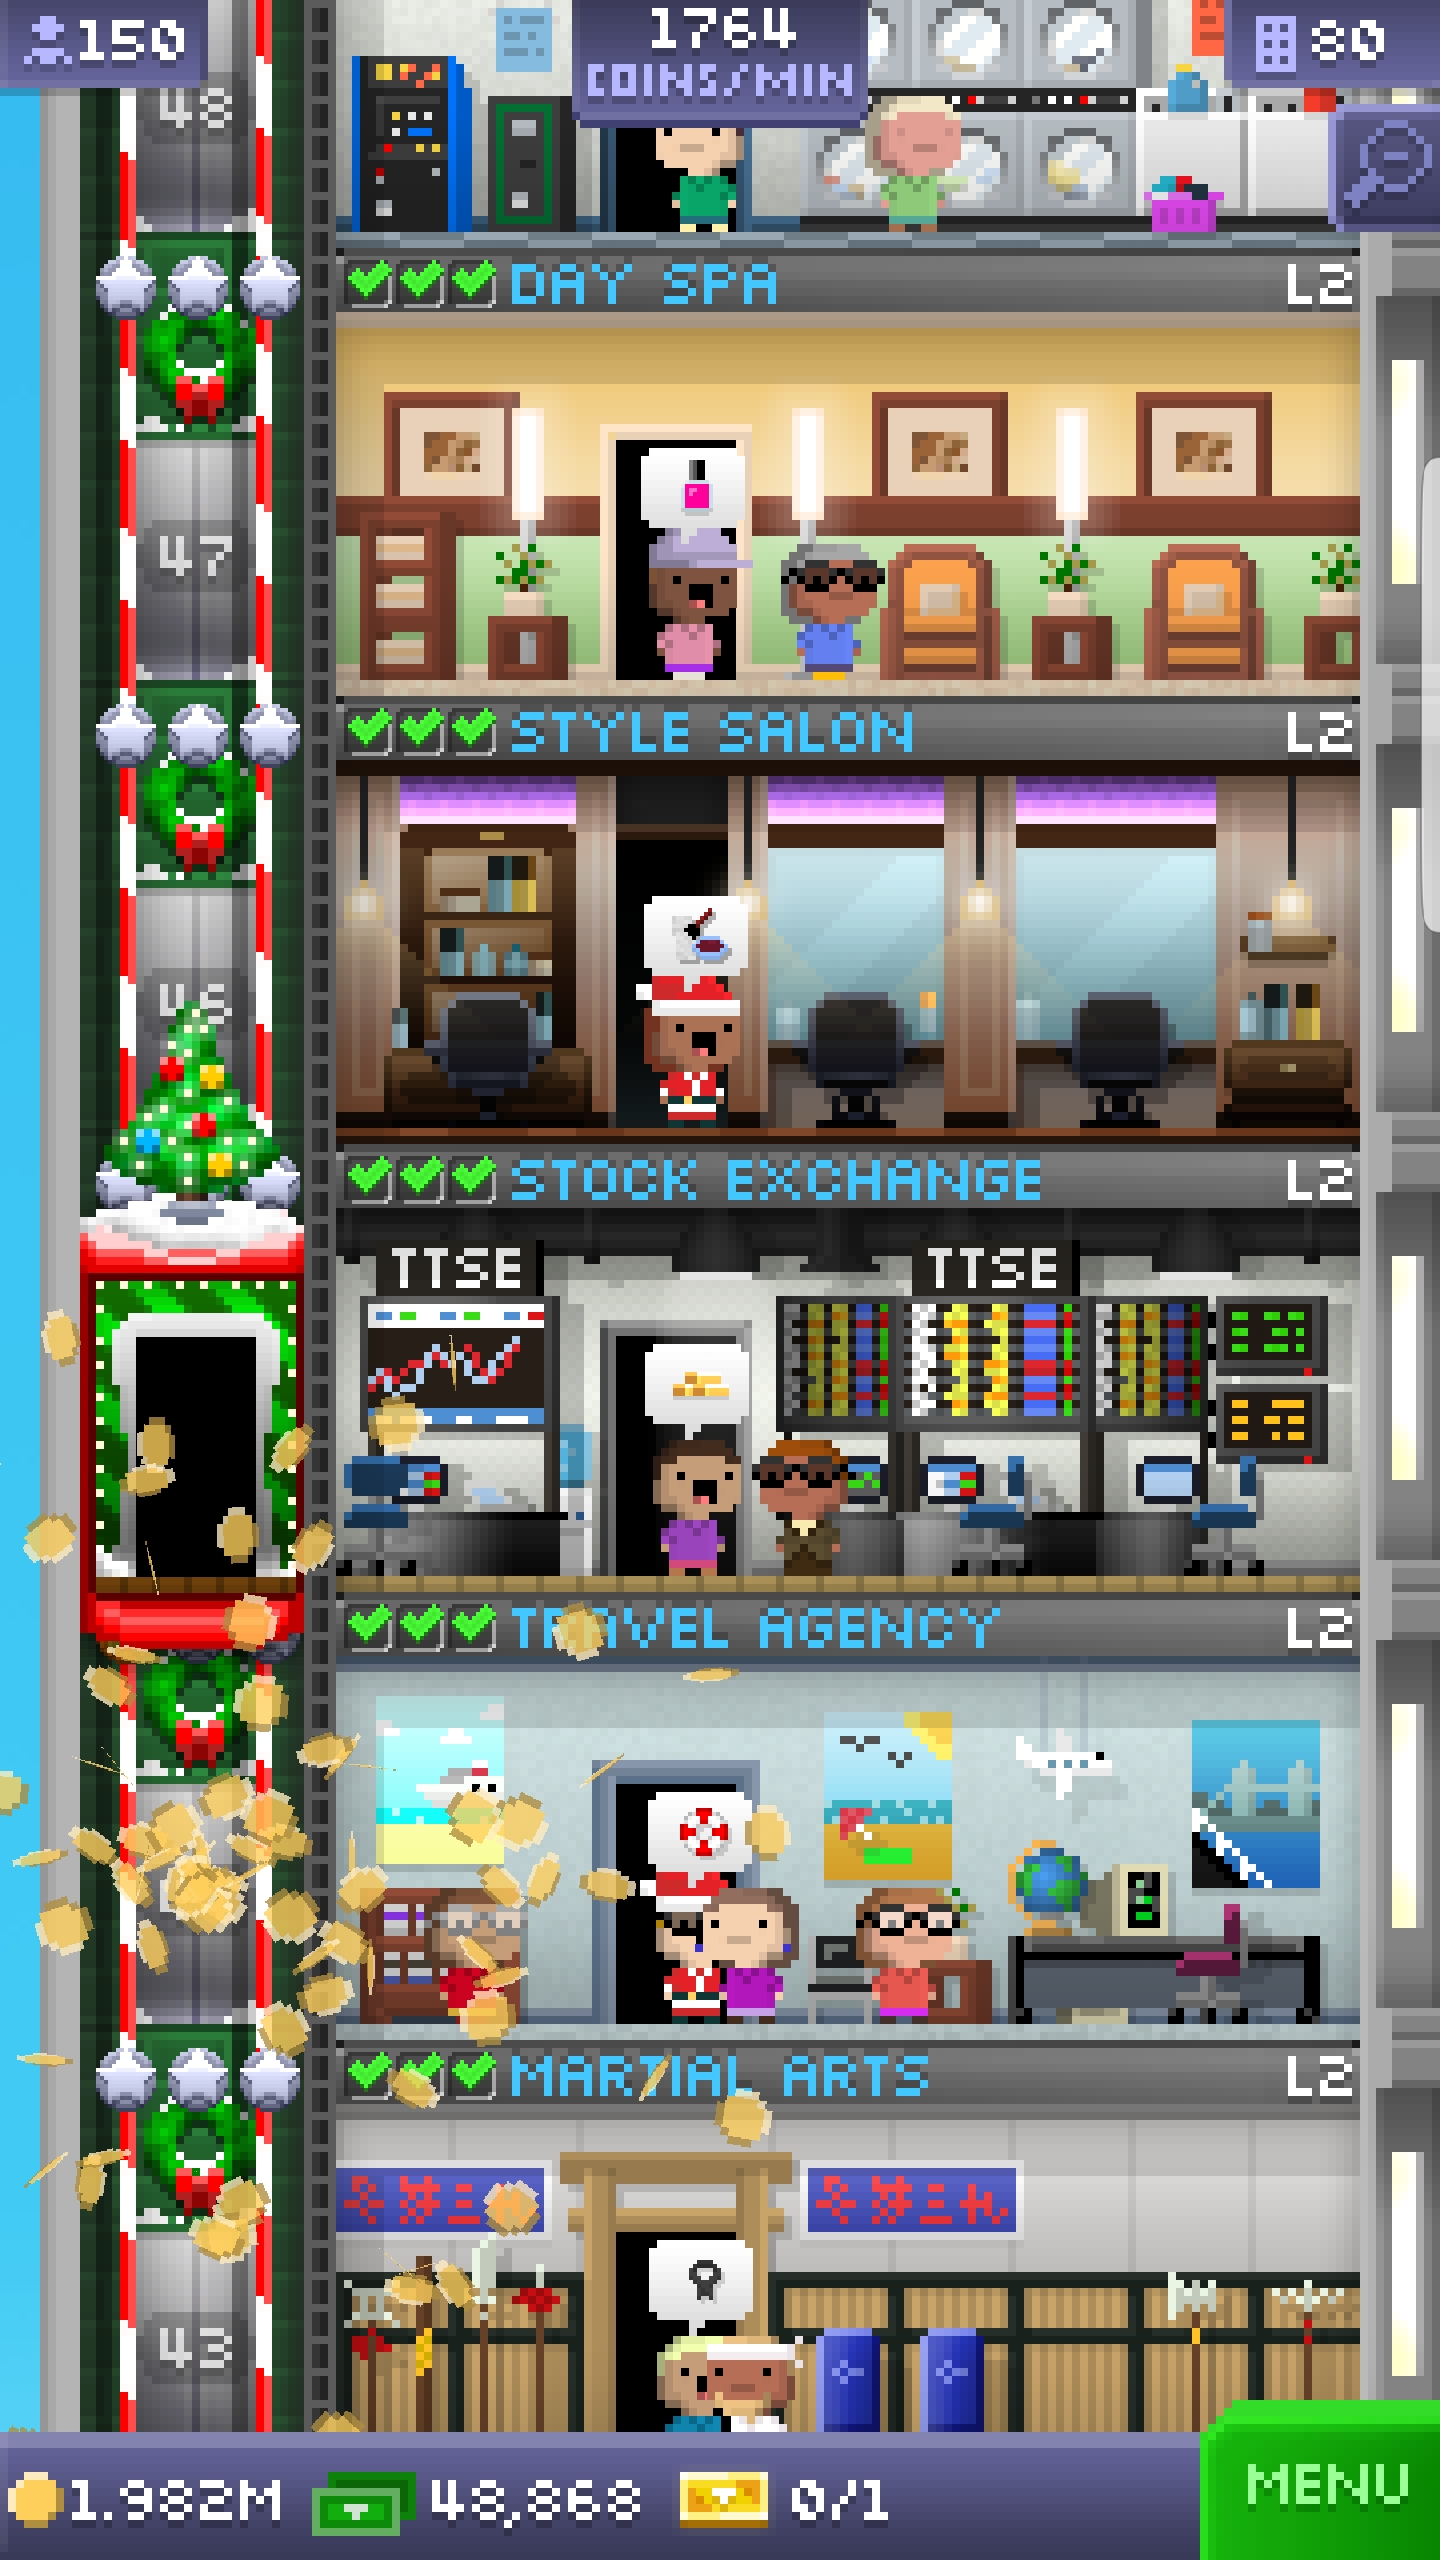 150
1764
COINS/MIN
80
48
DAY SPA L2
47
STYLE SALON L2
46
STOCK EXCHANGE L2
TTSE TTSE
TRAVEL AGENCY L2
MARTIAL ARTS L2
43
1.982M 48,868 0/1 MENU